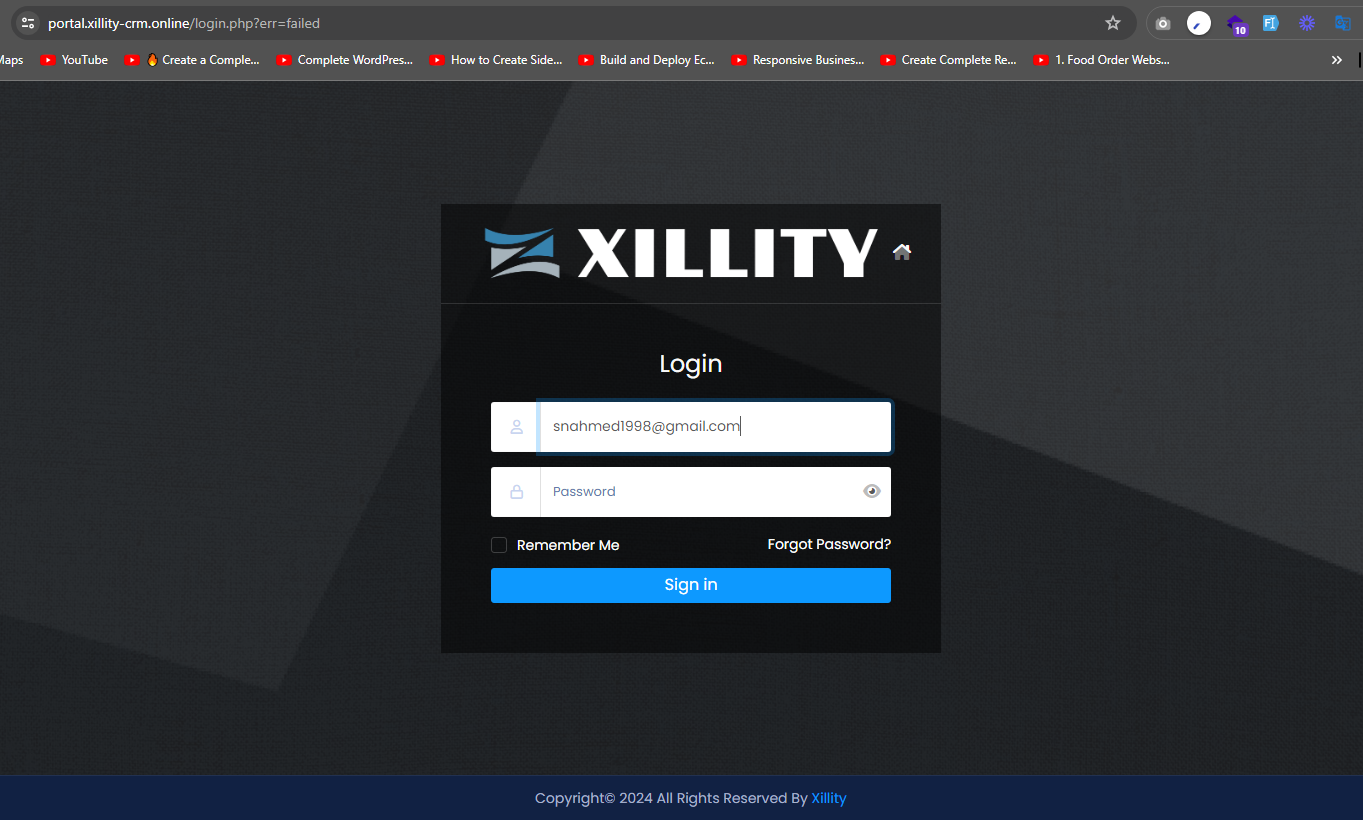 portal.xillity-crm.online/login.php?err=failed
10
Maps YouTube 🔥 Create a Comple... Complete WordPres... How to Create Side... Build and Deploy Ec... Responsive Busines... Create Complete Re... 1. Food Order Webs... »
XILLITY
Login
snahmed1998@gmail.com
Password
Remember Me Forgot Password?
Sign in
Copyright© 2024 All Rights Reserved By Xillity